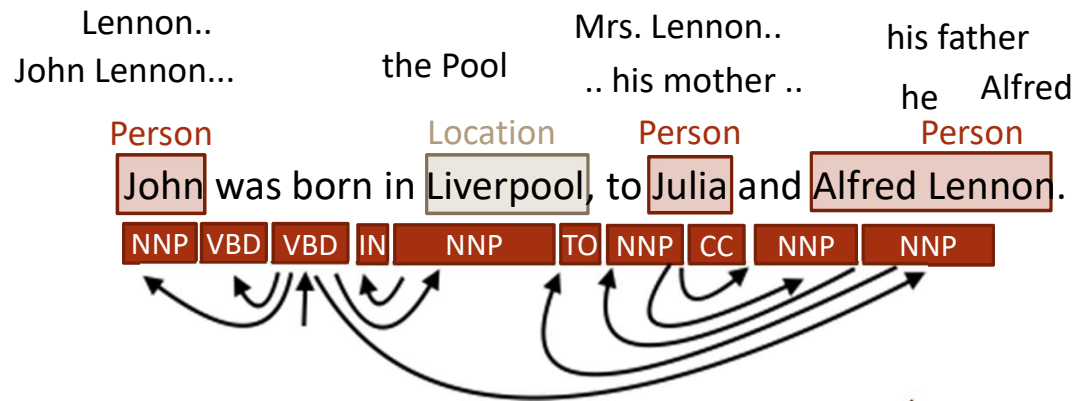 Lennon..
John Lennon...
the Pool
Mrs. Lennon..
.. his mother ..
his father
he Alfred
Person Location Person Person
John was born in Liverpool, to Julia and Alfred Lennon.
NNP VBD VBD IN NNP TO NNP CC NNP NNP